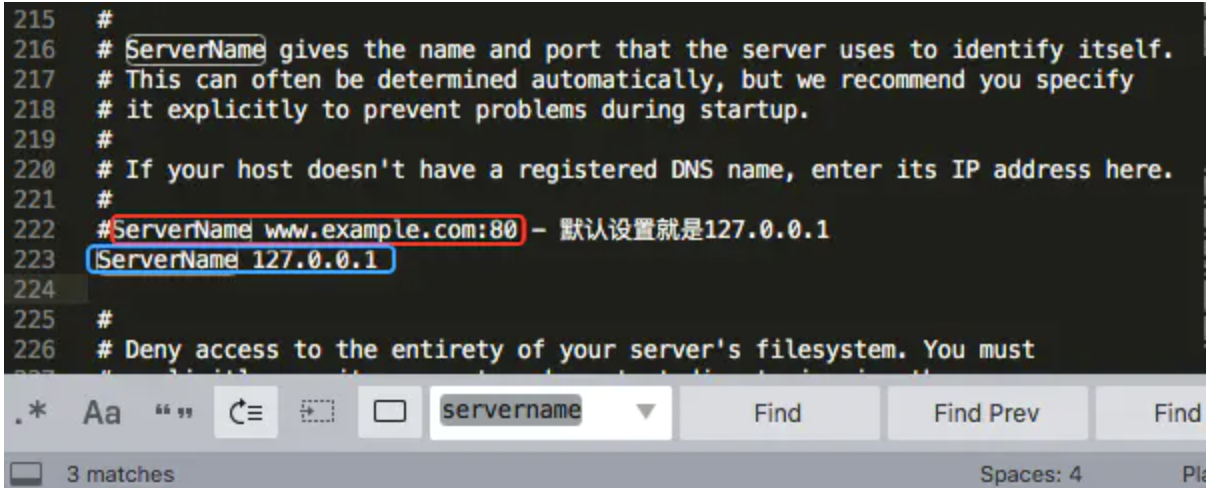 215 #
216 # ServerName gives the name and port that the server uses to identify itself.
217 # This can often be determined automatically, but we recommend you specify
218 # it explicitly to prevent problems during startup.
219 #
220 # If your host doesn't have a registered DNS name, enter its IP address here.
221 #
222 #ServerName www.example.com:80 – 默认设置就是127.0.0.1
223 ServerName 127.0.0.1
224
225 #
226 # Deny access to the entirety of your server's filesystem. You must
.* Aa “” servername Find Find Prev Find
3 matches Spaces: 4